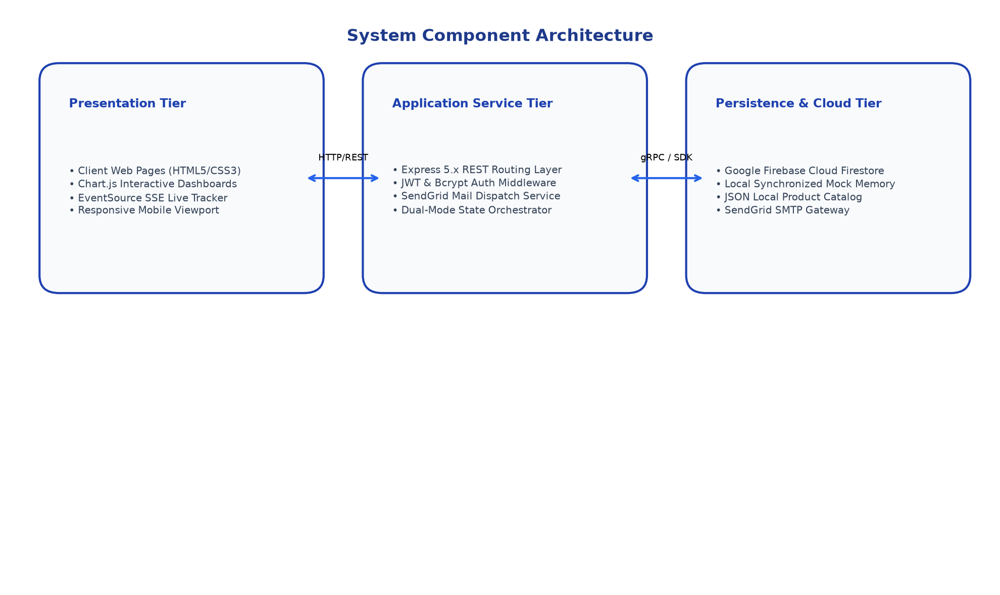 System Component Architecture
Presentation Tier
• Client Web Pages (HTML5/CSS3)
• Chart.js Interactive Dashboards
• EventSource SSE Live Tracker
• Responsive Mobile Viewport
HTTP/REST
Application Service Tier
• Express 5.x REST Routing Layer
• JWT & Bcrypt Auth Middleware
• SendGrid Mail Dispatch Service
• Dual-Mode State Orchestrator
gRPC / SDK
Persistence & Cloud Tier
• Google Firebase Cloud Firestore
• Local Synchronized Mock Memory
• JSON Local Product Catalog
• SendGrid SMTP Gateway